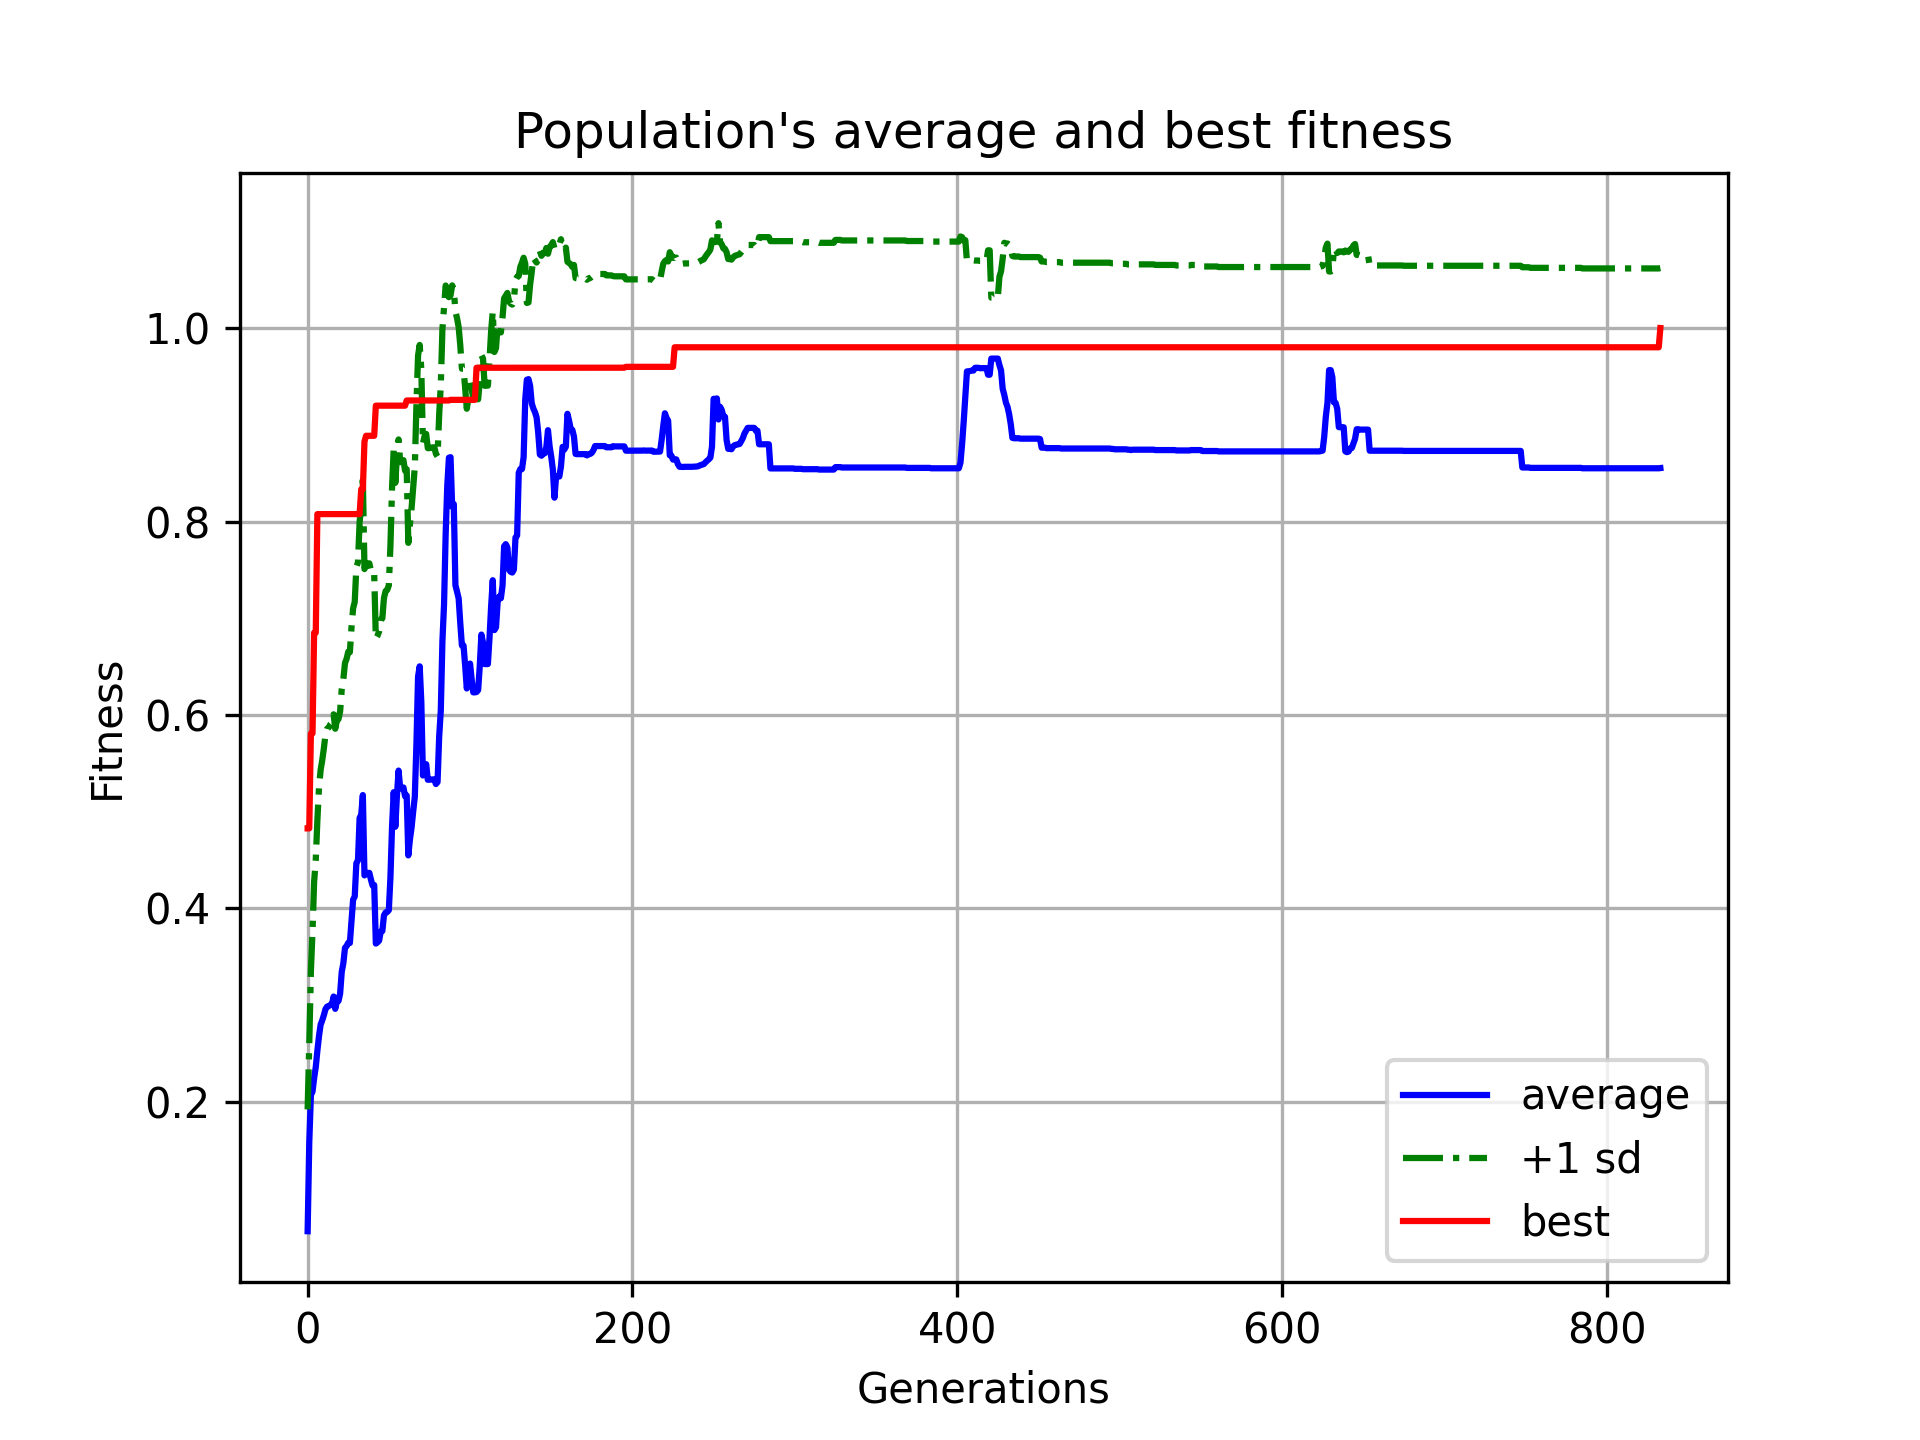 Population's average and best fitness
Fitness
1.0
0.8
0.6
0.4
0.2
average
+1 sd
best
0 200 400 600 800
Generations